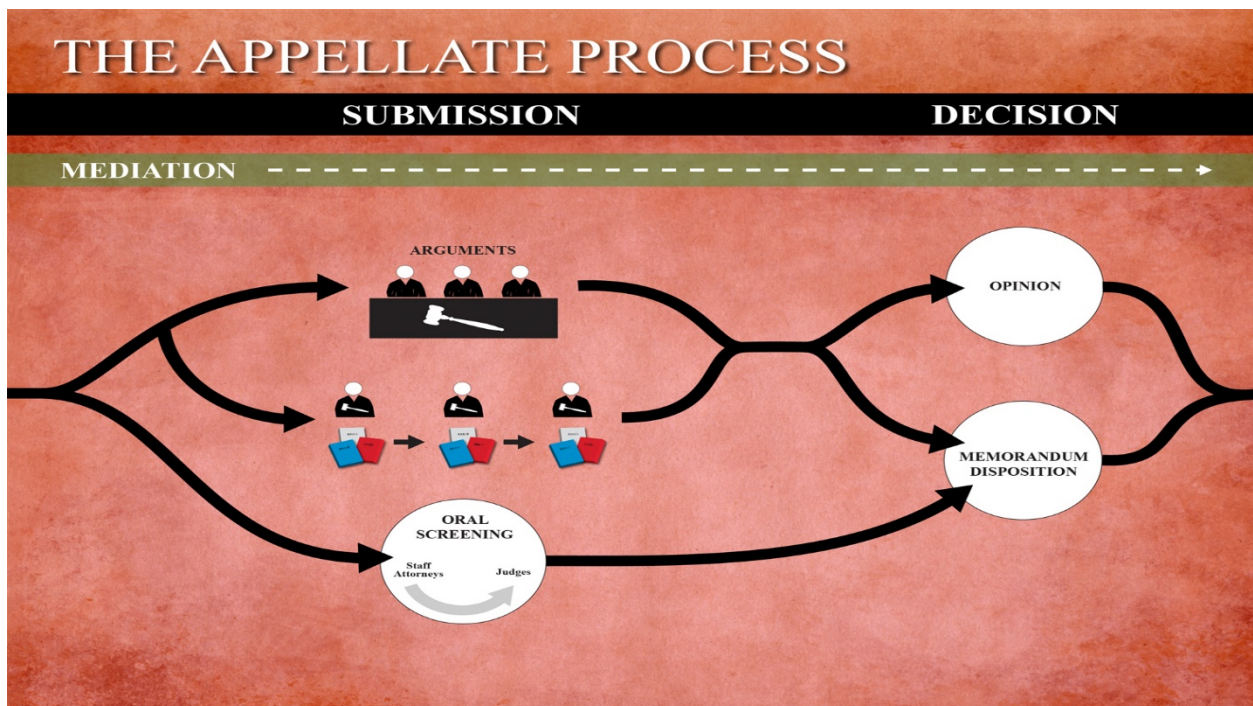 THE APPELLATE PROCESS
SUBMISSION
DECISION
MEDIATION
ARGUMENTS
OPINION
MEMORANDUM
DISPOSITION
ORAL
SCREENING
Staff
Attorneys
Judges